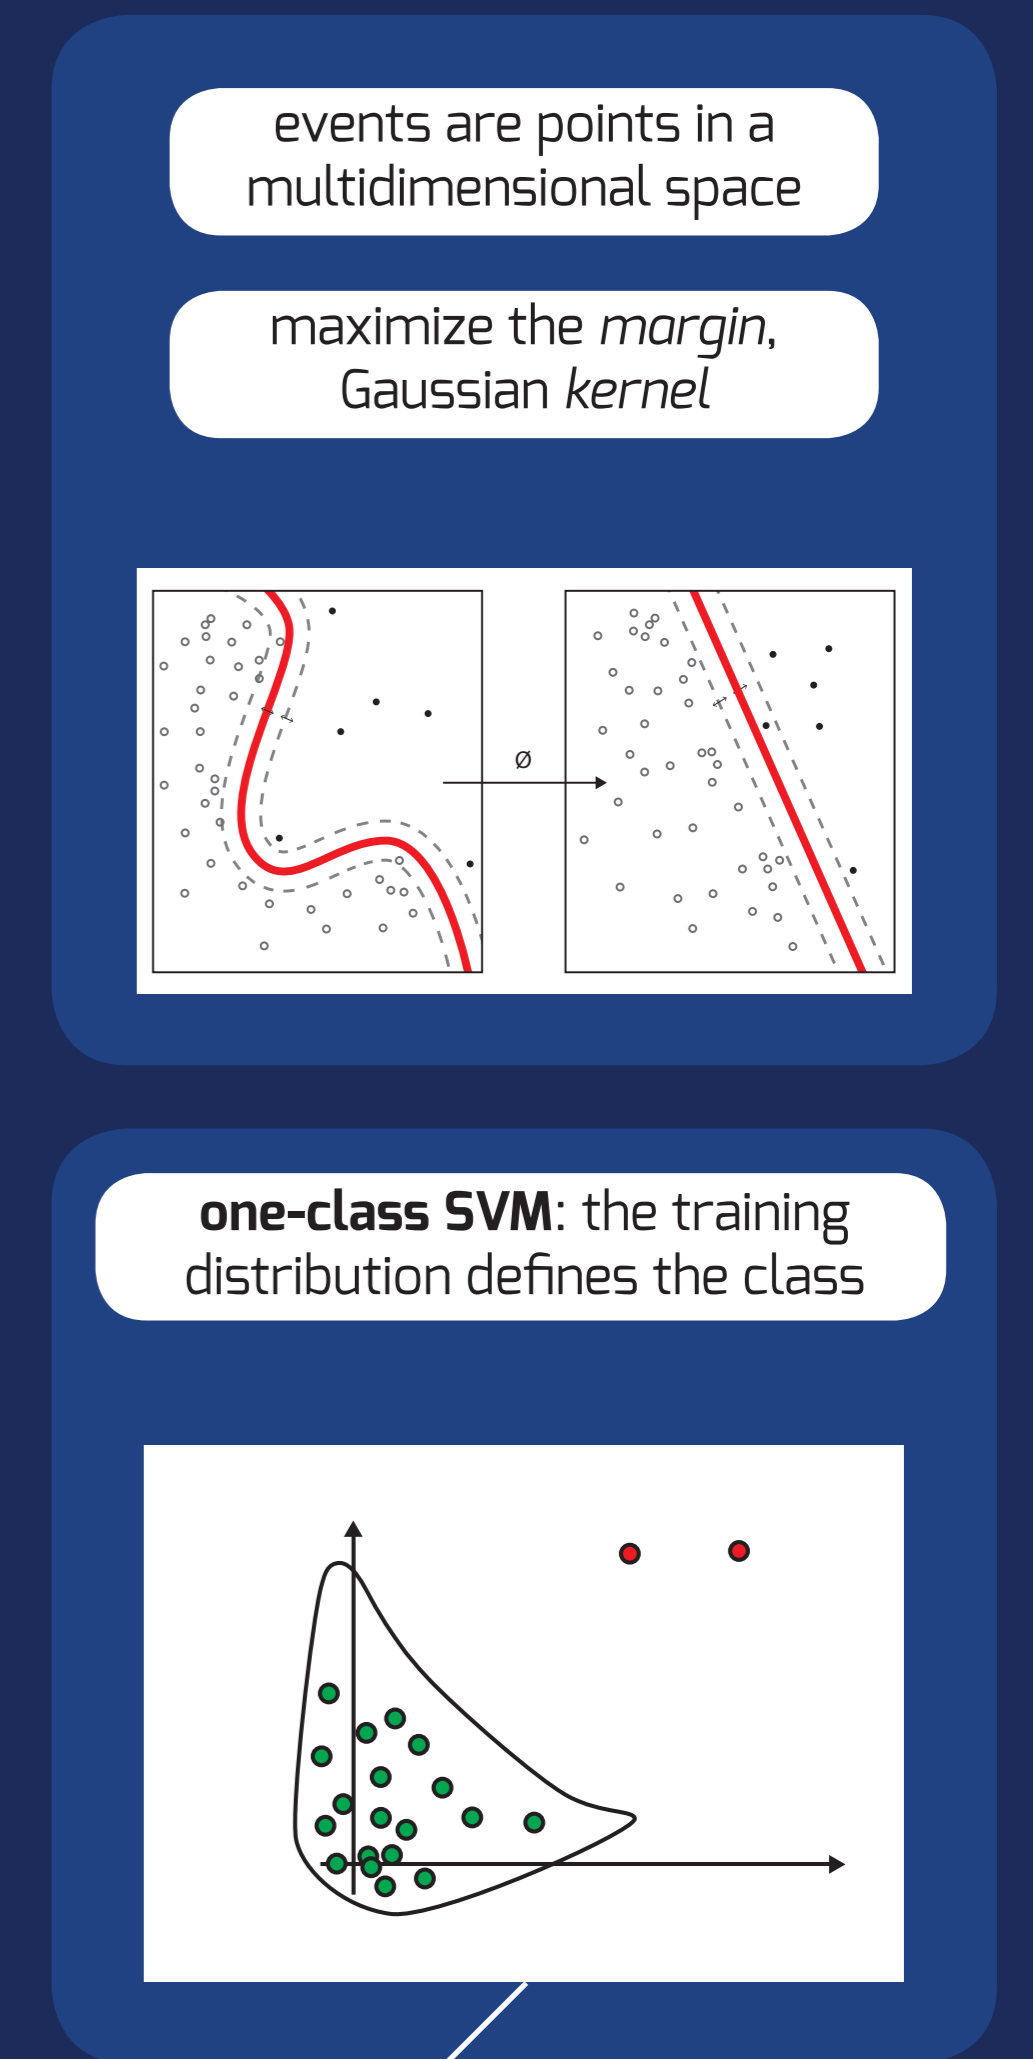 events are points in a
multidimensional space
maximize the margin,
Gaussian kernel
ø
one-class SVM: the training
distribution defines the class